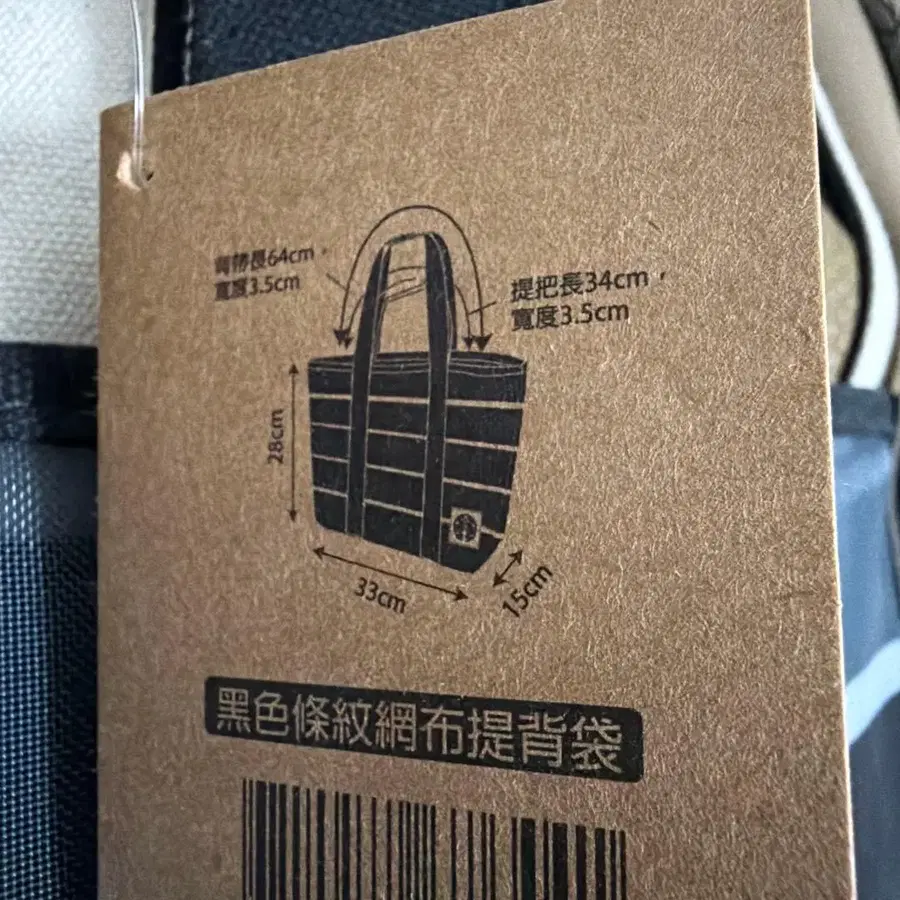 背帶長64cm，
寬度3.5cm
提把長34cm，
寬度3.5cm
28cm
33cm
15cm
黑色條紋網布提背袋